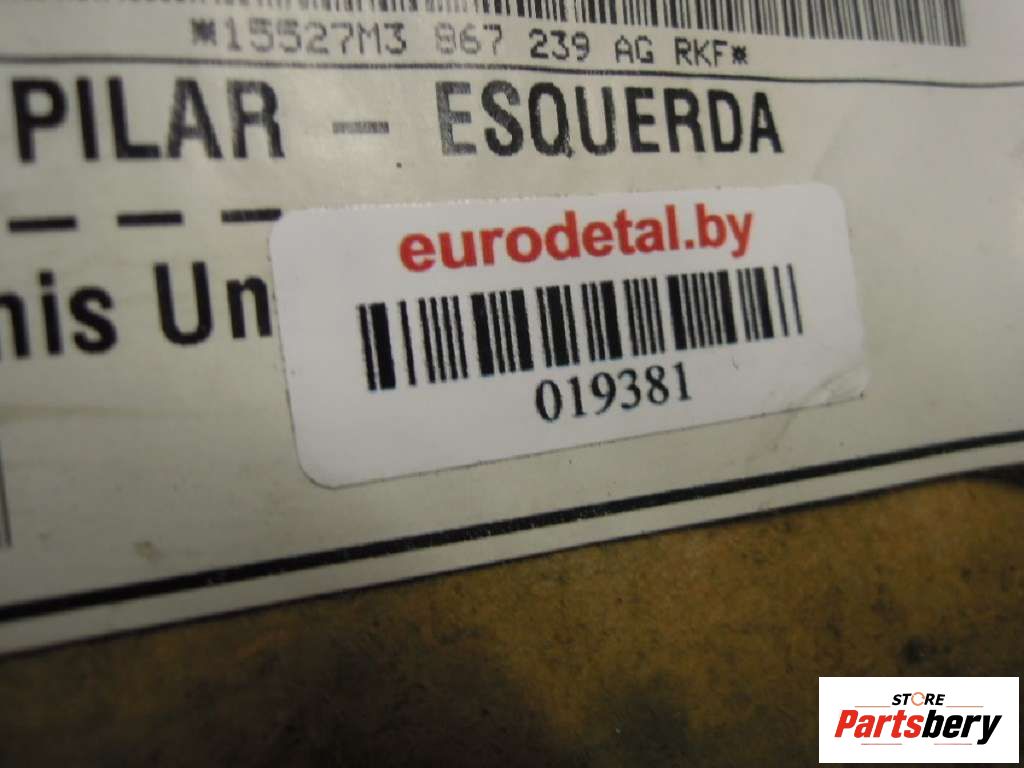 *15527M3 867 239 AG RKF*
PILAR - ESQUERDA
- - -
nis Un
eurodetal.by
019381
STORE
Partsbery